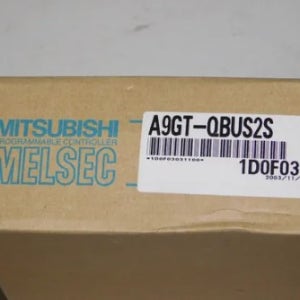 MITSUBISHI
PROGRAMMABLE CONTROLLER
MELSEC
A9GT-QBUS2S
1D0F03